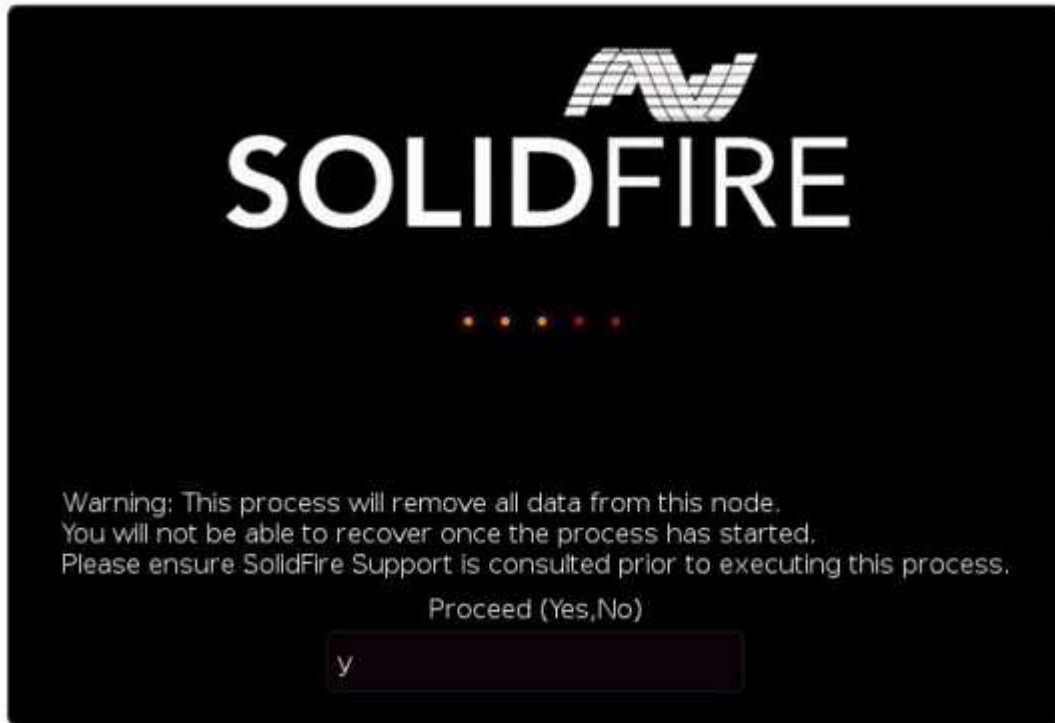 SOLIDFIRE
Warning: This process will remove all data from this node.
You will not be able to recover once the process has started.
Please ensure SolidFire Support is consulted prior to executing this process.
Proceed (Yes,No)
y